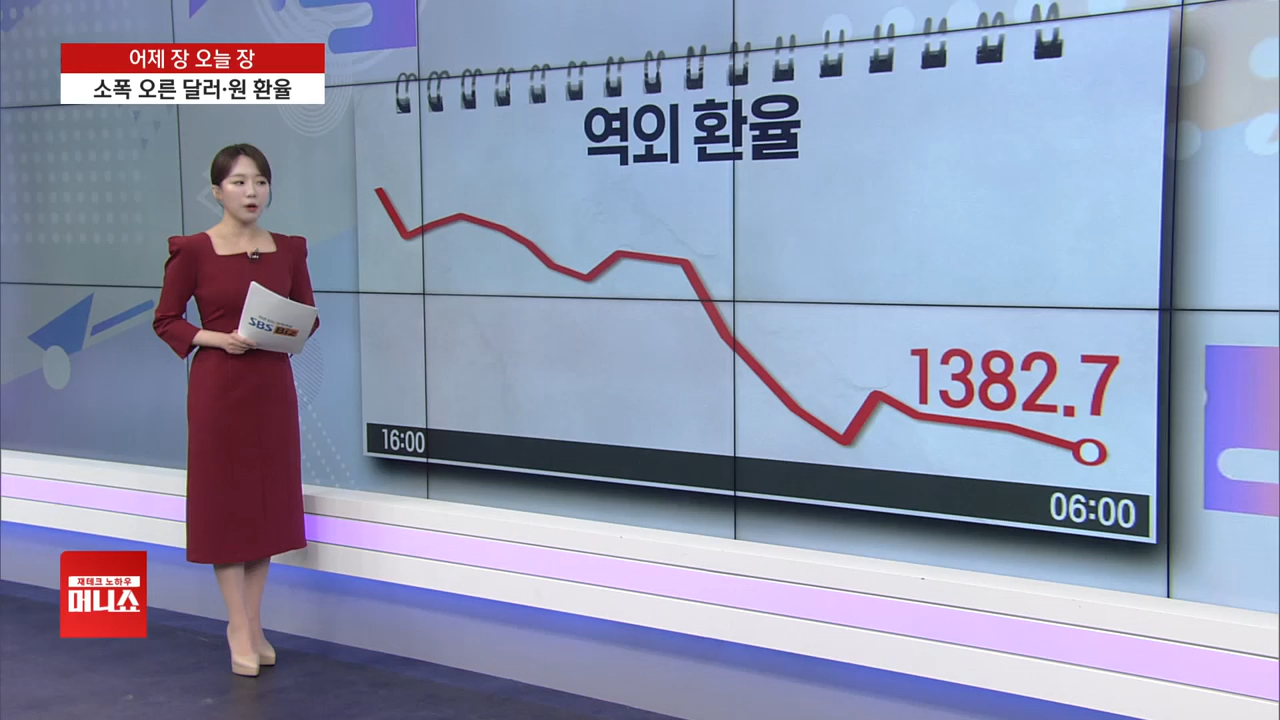 어제 장 오늘 장
소폭 오른 달러·원 환율
역외 환율
1382.7
16:00
06:00
SBS Biz
재테크 노하우
머니쇼